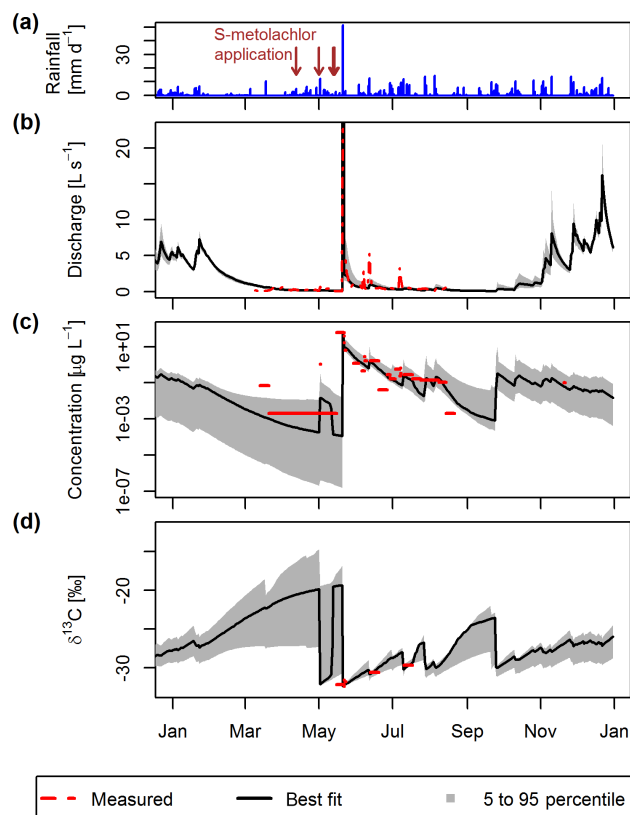 (a)
Rainfall
[mm d⁻¹]
0
40
S-metolachlor
application
(b)
Discharge [L s⁻¹]
0
5
10
20
(c)
Concentration [µg L⁻¹]
1e-07
1e-03
1e+01
(d)
δ¹³C [‰]
-30
-20
Jan
Mar
May
Jul
Sep
Nov
Jan
Measured
Best fit
5 to 95 percentile